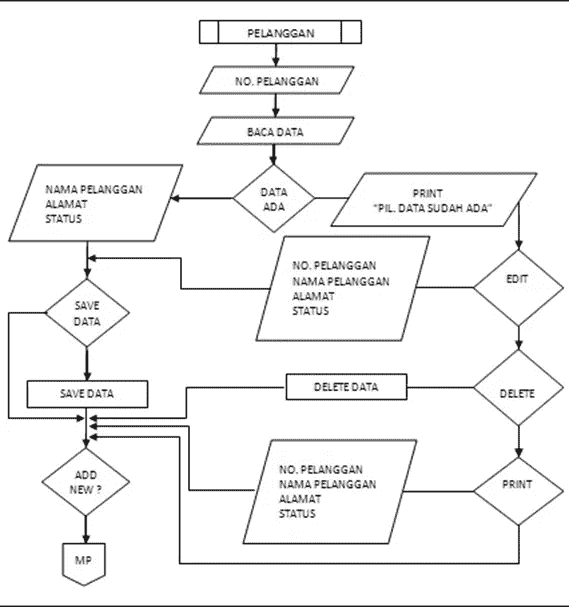 PELANGGAN
NO. PELANGGAN
BACA DATA
DATA
ADA
NAMA PELANGGAN
ALAMAT
STATUS
PRINT
"PIL. DATA SUDAH ADA"
NO. PELANGGAN
NAMA PELANGGAN
ALAMAT
STATUS
EDIT
SAVE
DATA
SAVE DATA
DELETE DATA
DELETE
NO. PELANGGAN
NAMA PELANGGAN
ALAMAT
STATUS
PRINT
ADD
NEW ?
MP